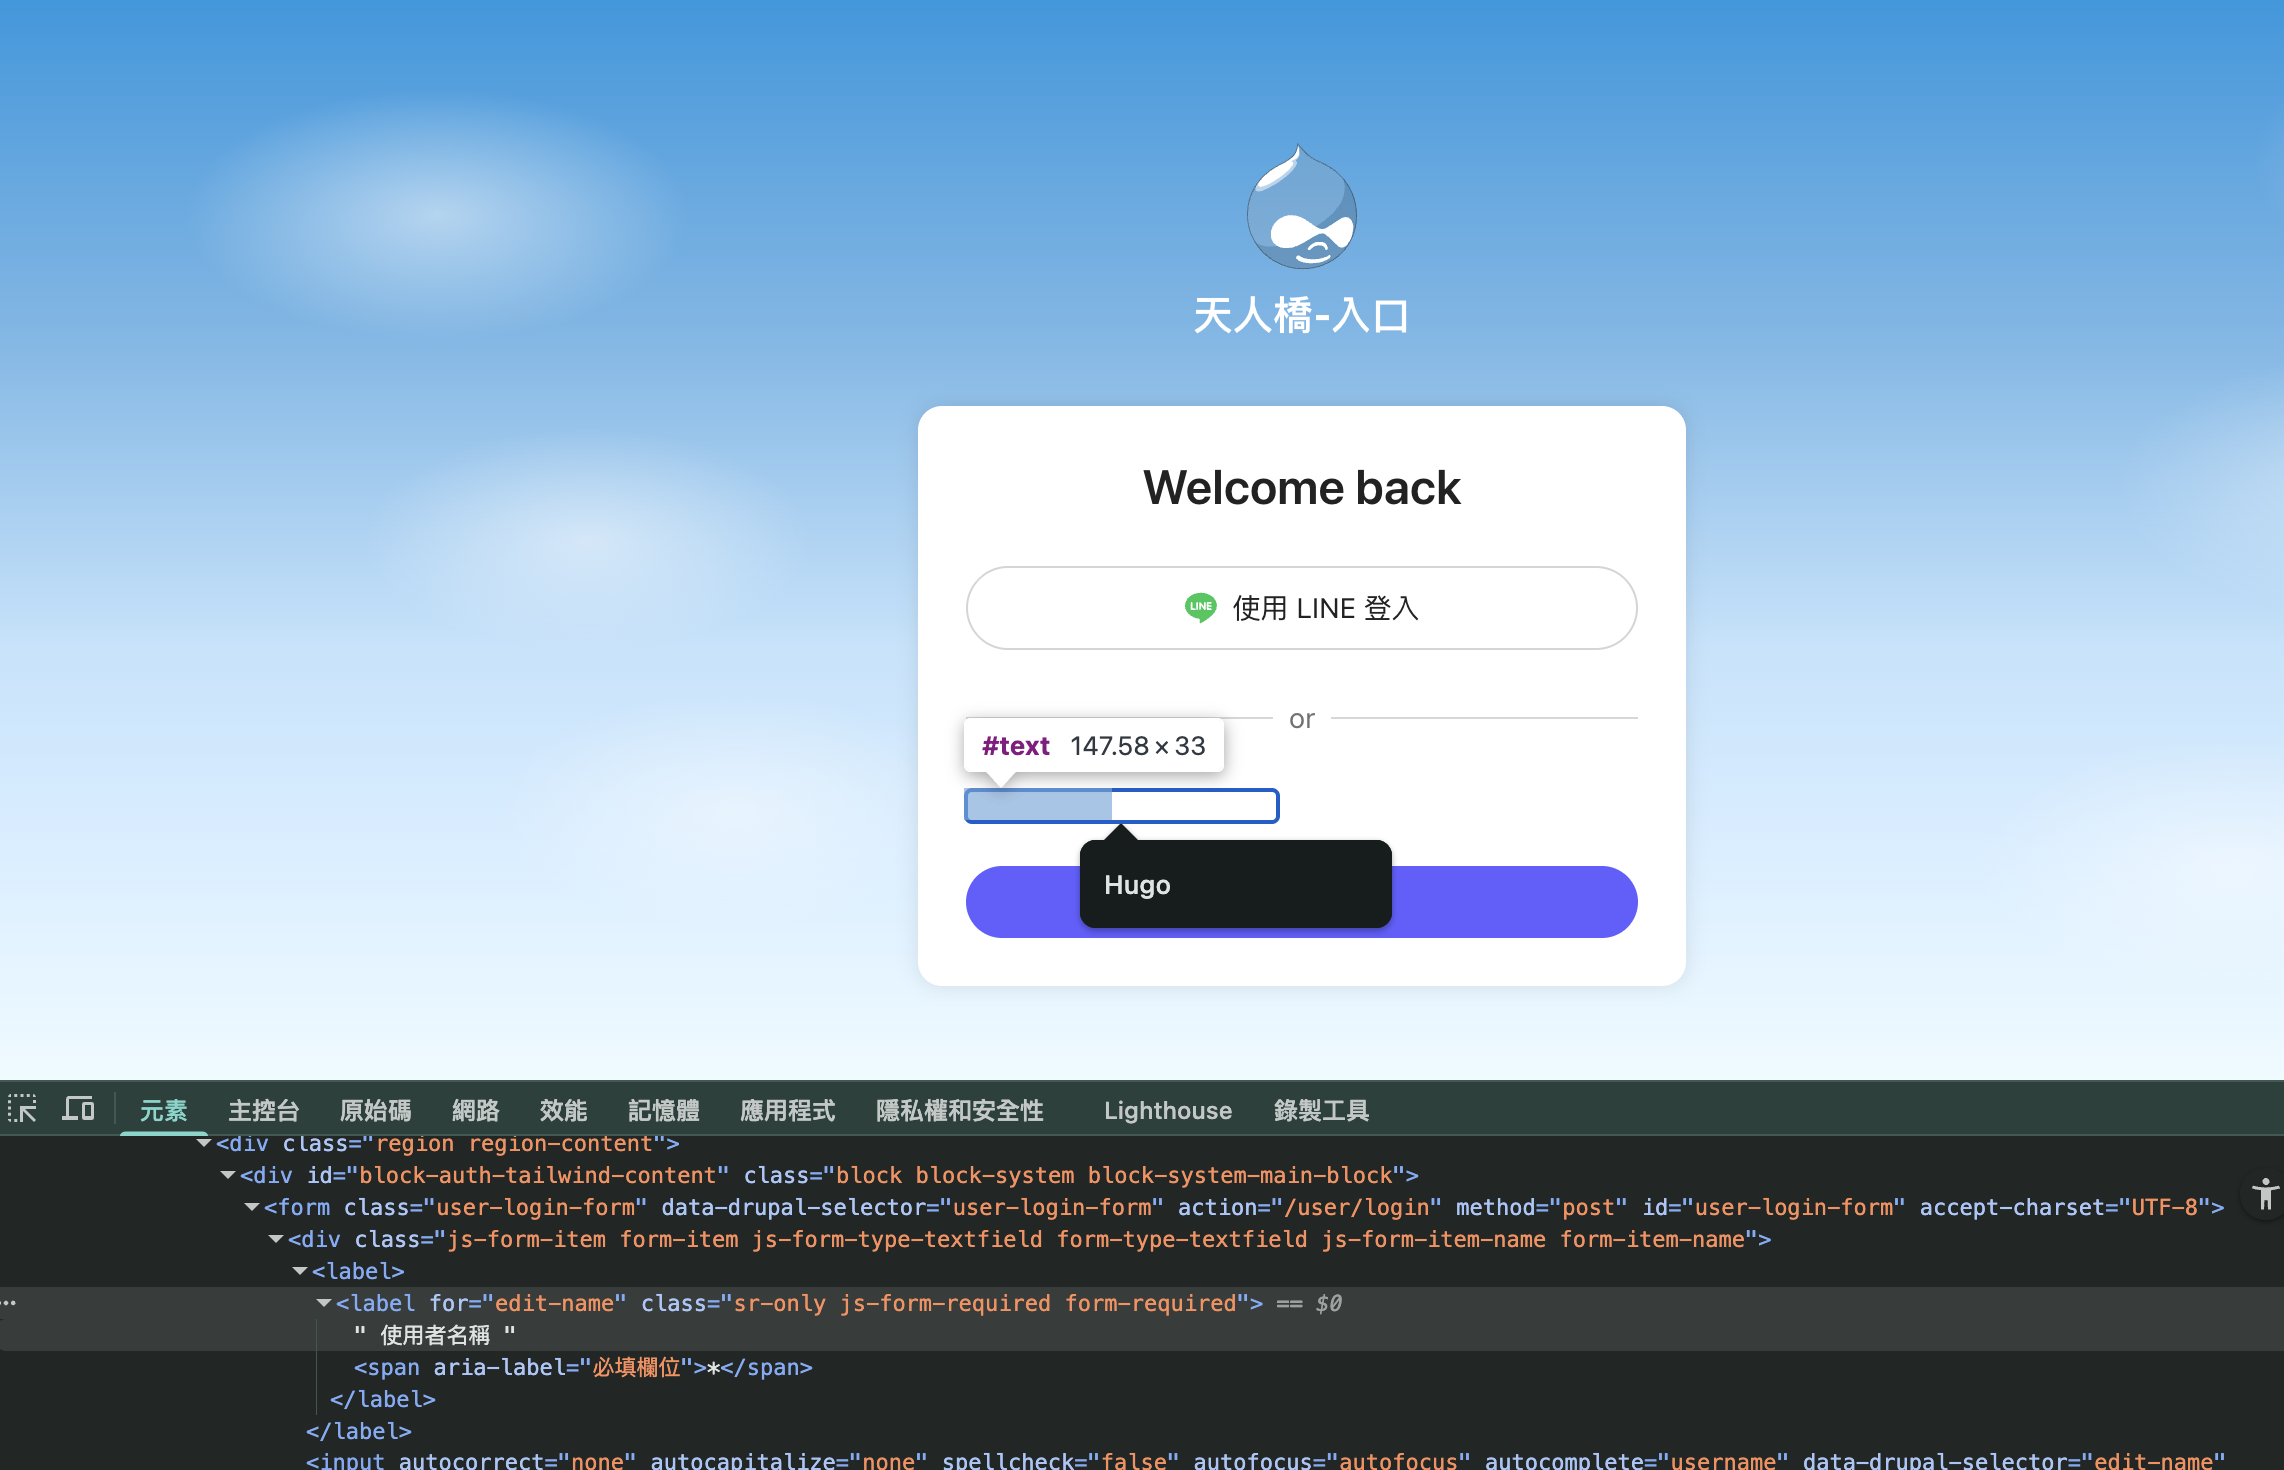 天人橋-入口
Welcome back
LINE 使用 LINE 登入
or
#text 147.58 × 33
Hugo
元素 主控台 原始碼 網路 效能 記憶體 應用程式 隱私權和安全性 Lighthouse 錄製工具
<div class="region region-content">
<div id="block-auth-tailwind-content" class="block block-system block-system-main-block">
<form class="user-login-form" data-drupal-selector="user-login-form" action="/user/login" method="post" id="user-login-form" accept-charset="UTF-8">
<div class="js-form-item form-item js-form-type-textfield form-type-textfield js-form-item-name form-item-name">
<label>
<label for="edit-name" class="sr-only js-form-required form-required"> == $0
" 使用者名稱 "
<span aria-label="必填欄位">*</span>
</label>
</label>
<input autocorrect="none" autocapitalize="none" spellcheck="false" autofocus="autofocus" autocomplete="username" data-drupal-selector="edit-name"